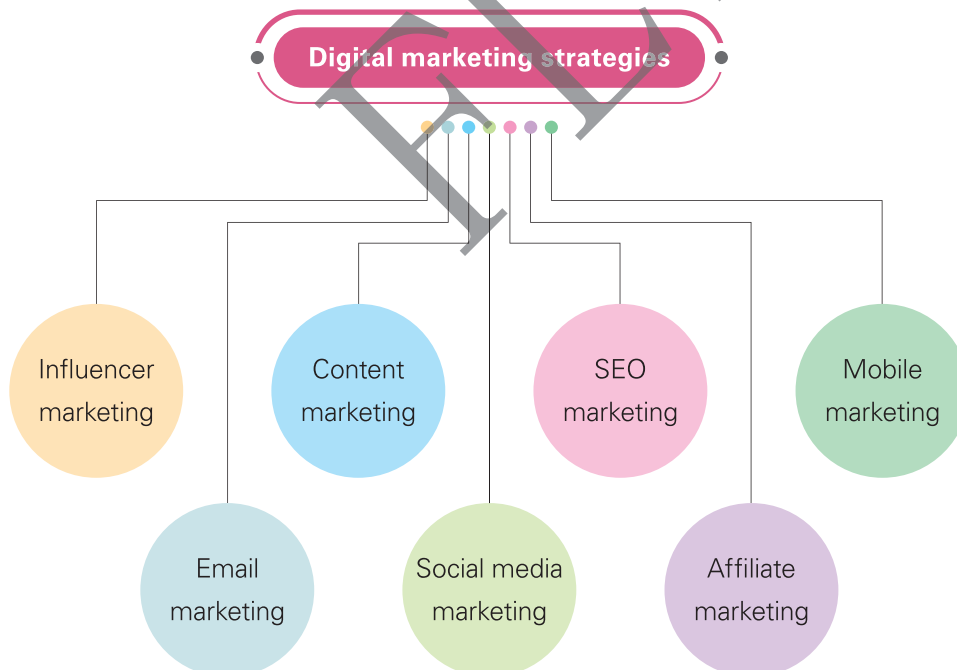 Digital marketing strategies
Influencer
marketing
Content
marketing
SEO
marketing
Mobile
marketing
Email
marketing
Social media
marketing
Affiliate
marketing